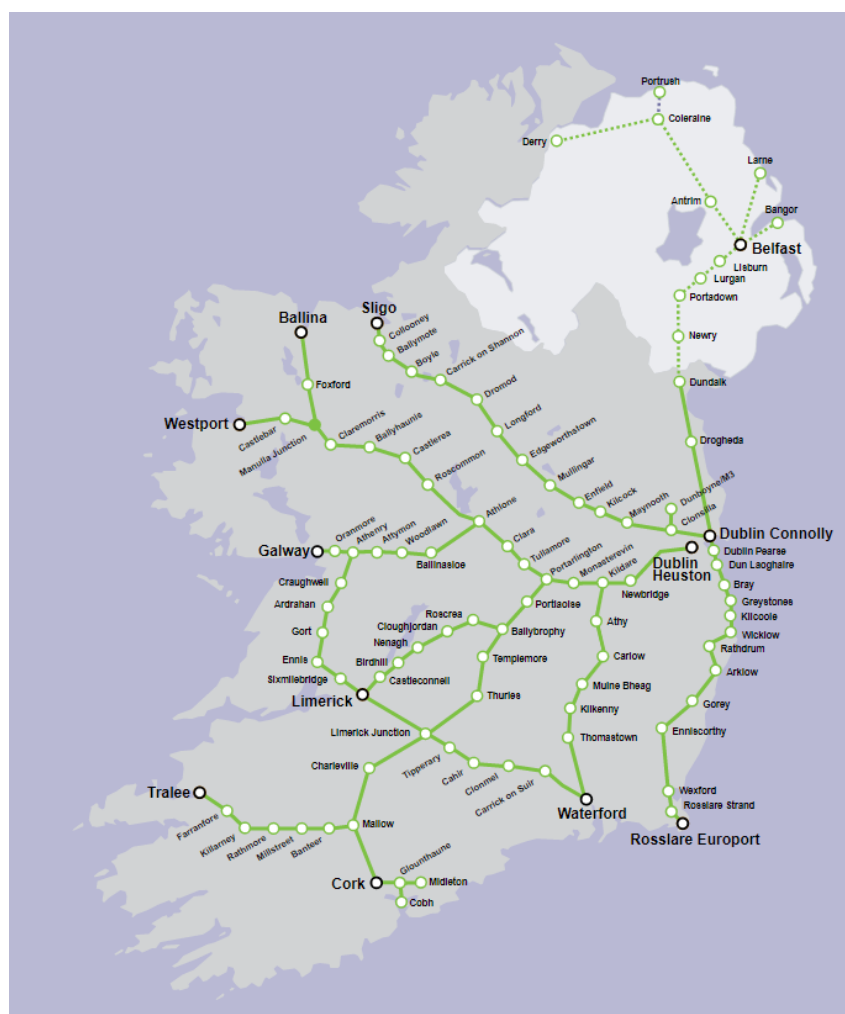 Portrush
Coleraine
Derry
Larne
Antrim
Bangor
Belfast
Lisburn
Lurgan
Portadown
Newry
Dundalk
Drogheda
Sligo
Collooney
Ballymote
Boyle
Carrick on Shannon
Dromod
Longford
Edgeworthstown
Mullingar
Enfield
Kilcock
Maynooth
Dunboyne/M3
Clonsilla
Ballina
Foxford
Westport
Castlebar
Manulla Junction
Claremorris
Ballyhaunis
Castlerea
Roscommon
Athlone
Dublin Connolly
Dublin Pearse
Dun Laoghaire
Dublin
Heuston
Bray
Greystones
Kilcoole
Wicklow
Rathdrum
Arklow
Gorey
Enniscorthy
Wexford
Rosslare Strand
Rosslare Europort
Galway
Oranmore
Athenry
Attymon
Woodlawn
Ballinasloe
Clara
Tullamore
Portarlington
Monasterevin
Kildare
Newbridge
Craughwell
Ardrahan
Gort
Ennis
Sixmilebridge
Limerick
Roscrea
Cloughjordan
Nenagh
Birdhill
Castleconnell
Portlaoise
Ballybrophy
Templemore
Thurles
Athy
Carlow
Muine Bheag
Kilkenny
Thomastown
Limerick Junction
Tipperary
Cahir
Clonmel
Carrick on Suir
Waterford
Charleville
Tralee
Farranfore
Killarney
Rathmore
Millstreet
Banteer
Mallow
Cork
Glounthaune
Midleton
Cobh